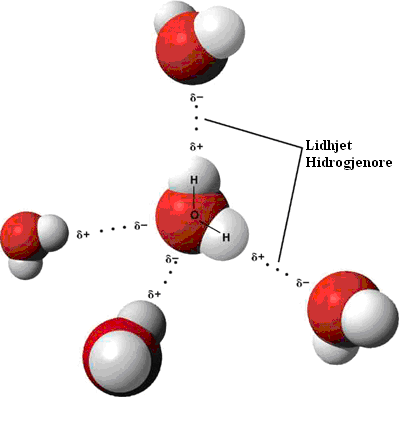 δ−
δ+
Lidhjet
Hidrogjenore
H
O
H
δ+ δ−
δ− δ+
δ+ δ−